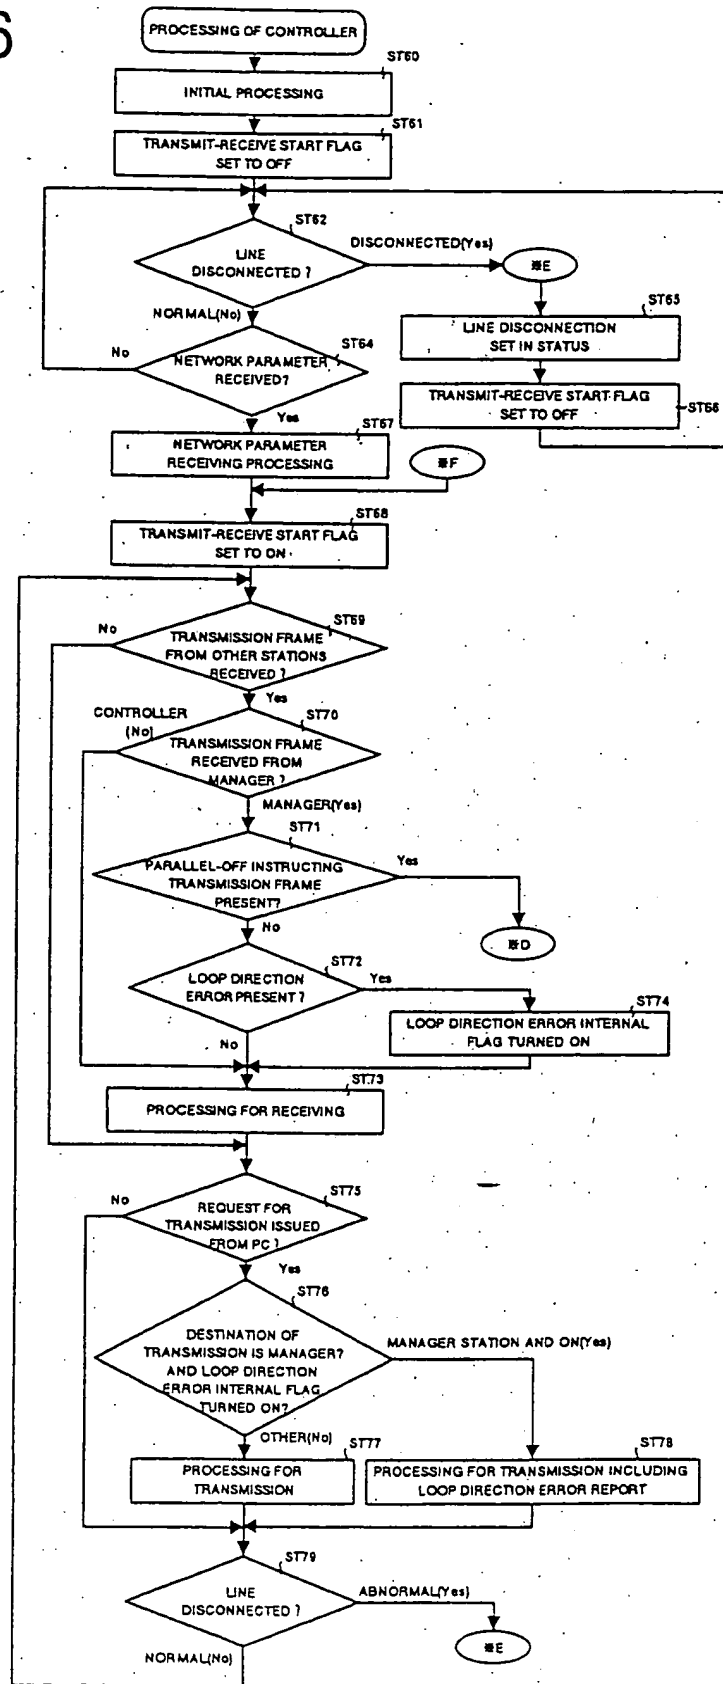 6
PROCESSING OF CONTROLLER
ST60
INITIAL PROCESSING
ST61
TRANSMIT-RECEIVE START FLAG
SET TO OFF
ST62
LINE
DISCONNECTED ?
DISCONNECTED(Yes)
※E
NORMAL(No)
ST65
LINE DISCONNECTION
SET IN STATUS
ST64
No
NETWORK PARAMETER
RECEIVED?
TRANSMIT-RECEIVE START FLAG
SET TO OFF
ST66
Yes
ST67
NETWORK PARAMETER
RECEIVING PROCESSING
※F
ST68
TRANSMIT-RECEIVE START FLAG
SET TO ON
ST69
No
TRANSMISSION FRAME
FROM OTHER STATIONS
RECEIVED ?
Yes
CONTROLLER
(No)
ST70
TRANSMISSION FRAME
RECEIVED FROM
MANAGER ?
MANAGER(Yes)
ST71
PARALLEL-OFF INSTRUCTING
TRANSMISSION FRAME
PRESENT?
Yes
No
※D
ST72
LOOP DIRECTION
ERROR PRESENT ?
Yes
ST74
LOOP DIRECTION ERROR INTERNAL
FLAG TURNED ON
No
ST73
PROCESSING FOR RECEIVING
ST75
No
REQUEST FOR
TRANSMISSION ISSUED
FROM PC ?
Yes
ST76
DESTINATION OF
TRANSMISSION IS MANAGER?
AND LOOP DIRECTION
ERROR INTERNAL FLAG
TURNED ON?
MANAGER STATION AND ON(Yes)
OTHER(No)
ST77
PROCESSING FOR
TRANSMISSION
ST78
PROCESSING FOR TRANSMISSION INCLUDING
LOOP DIRECTION ERROR REPORT
ST79
LINE
DISCONNECTED ?
ABNORMAL(Yes)
※E
NORMAL(No)